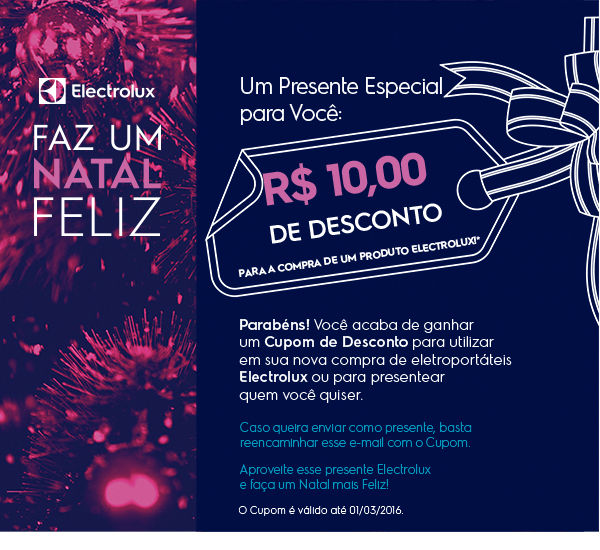 Electrolux
FAZ UM
NATAL
FELIZ
Um Presente Especial
para Você:
R$ 10,00
DE DESCONTO
PARA A COMPRA DE UM PRODUTO ELECTROLUX!*
Parabéns! Você acaba de ganhar
um Cupom de Desconto para utilizar
em sua nova compra de eletroportáteis
Electrolux ou para presentear
quem você quiser.
Caso queira enviar como presente, basta
reencaminhar esse e-mail com o Cupom.
Aproveite esse presente Electrolux
e faça um Natal mais Feliz!
O Cupom é válido até 01/03/2016.